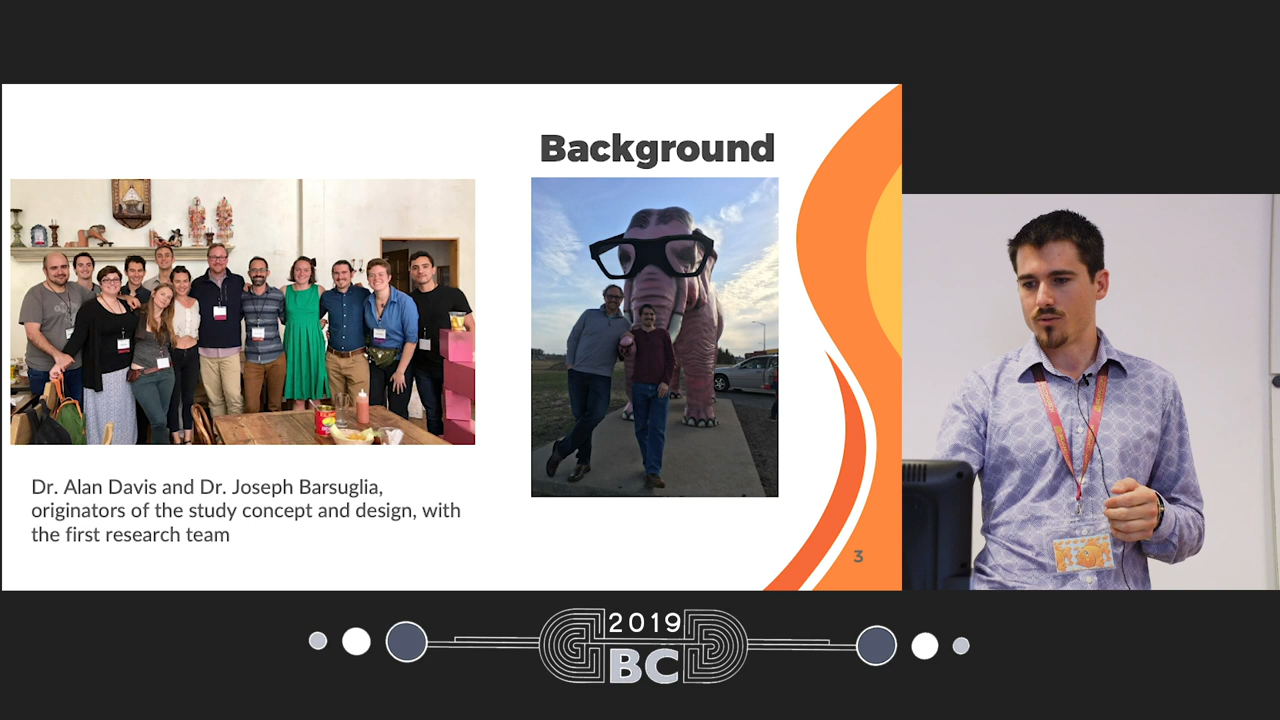 Background
Dr. Alan Davis and Dr. Joseph Barsuglia,
originators of the study concept and design, with
the first research team
3
2019
BC